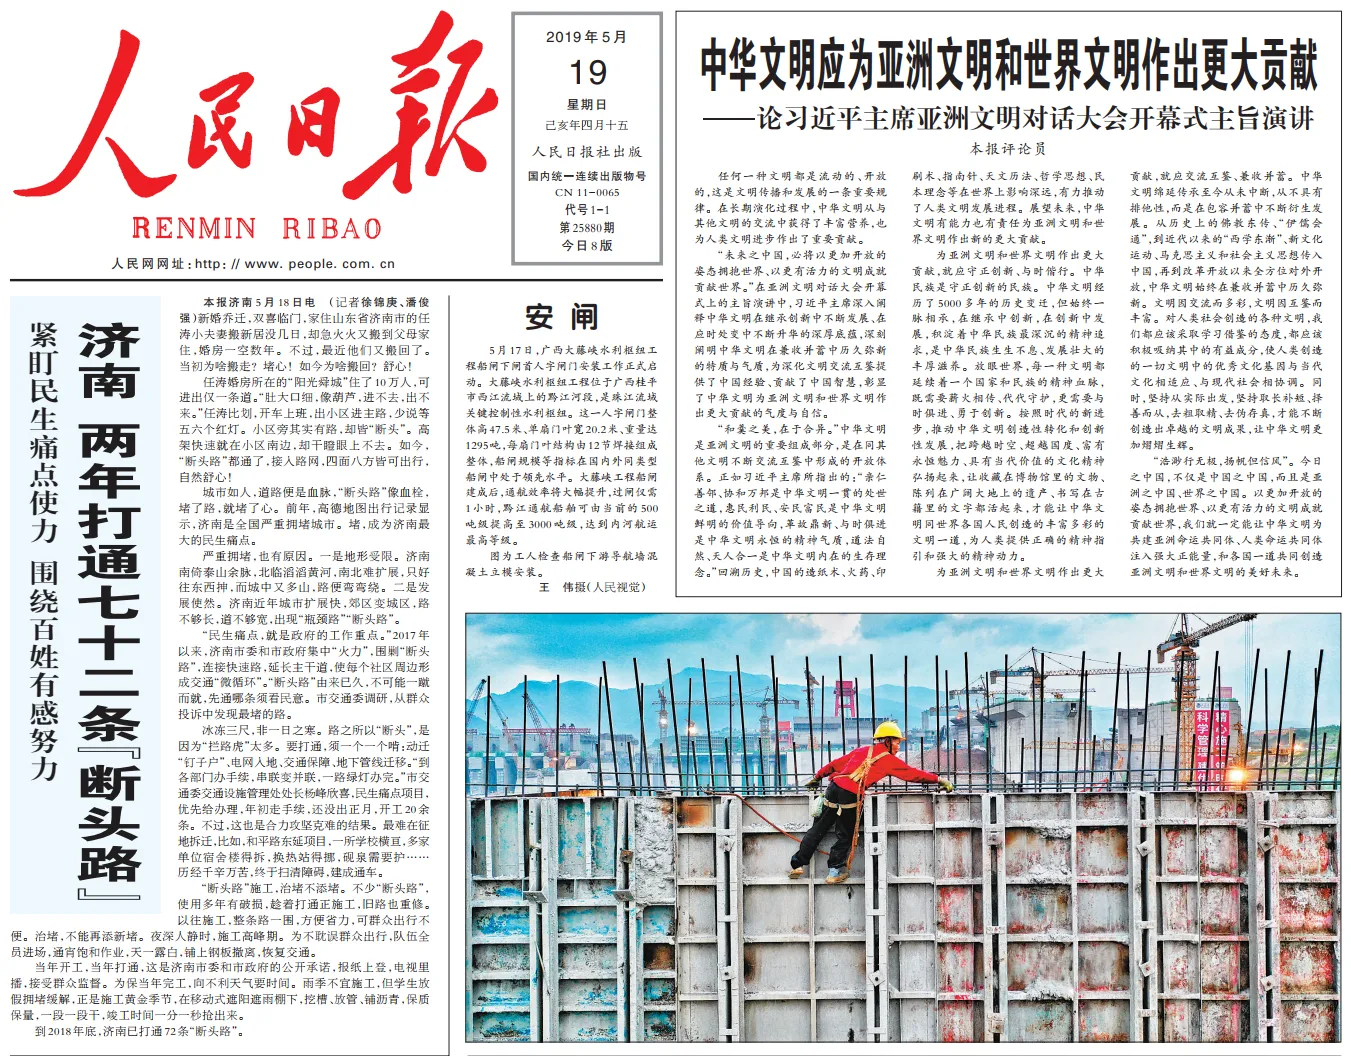 人民日报
RENMIN RIBAO
人民网网址:http: // www. people. com. cn
2019年5月
19
星期日
己亥年四月十五
人民日报社出版
国内统一连续出版物号
CN 11-0065
代号1-1
第25880期
今日8版
中华文明应为亚洲文明和世界文明作出更大贡献
——论习近平主席亚洲文明对话大会开幕式主旨演讲
本报评论员
任何一种文明都是流动的、开放
的,这是文明传播和发展的一条重要规
律。在长期演化过程中,中华文明从与
其他文明的交流中获得了丰富营养,也
为人类文明进步作出了重要贡献。
“未来之中国,必将以更加开放的
姿态拥抱世界、以更有活力的文明成就
贡献世界。”在亚洲文明对话大会开幕
式上的主旨演讲中,习近平主席深入阐
释中华文明在继承创新中不断发展、在
应时处变中不断升华的深厚底蕴,深刻
阐明中华文明在兼收并蓄中历久弥新
的特质与气质,为深化文明交流互鉴提
供了中国经验、贡献了中国智慧,彰显
了中华文明为亚洲文明和世界文明作
出更大贡献的气度与自信。
“和羹之美,在于合异。”中华文明
是亚洲文明的重要组成部分,是在同其
他文明不断交流互鉴中形成的开放体
系。正如习近平主席所指出的:“亲仁
善邻、协和万邦是中华文明一贯的处世
之道,惠民利民、安民富民是中华文明
鲜明的价值导向,革故鼎新、与时俱进
是中华文明永恒的精神气质,道法自
然、天人合一是中华文明内在的生存理
念。”回溯历史,中国的造纸术、火药、印
刷术、指南针、天文历法、哲学思想、民
本理念等在世界上影响深远,有力推动
了人类文明发展进程。展望未来,中华
文明有能力也有责任为亚洲文明和世
界文明作出新的更大贡献。
为亚洲文明和世界文明作出更大
贡献,就应守正创新、与时偕行。中华
民族是守正创新的民族。中华文明经
历了5000多年的历史变迁,但始终一
脉相承,在继承中创新,在创新中发
展,积淀着中华民族最深沉的精神追
求,是中华民族生生不息、发展壮大的
丰厚滋养。放眼世界,每一种文明都
延续着一个国家和民族的精神血脉,
既需要薪火相传、代代守护,更需要与
时俱进、勇于创新。按照时代的新进
步,推动中华文明创造性转化和创新
性发展,把跨越时空、超越国度、富有
永恒魅力、具有当代价值的文化精神
弘扬起来,让收藏在博物馆里的文物、
陈列在广阔大地上的遗产、书写在古
籍里的文字都活起来,才能让中华文
明同世界各国人民创造的丰富多彩的
文明一道,为人类提供正确的精神指
引和强大的精神动力。
为亚洲文明和世界文明作出更大
贡献,就应交流互鉴、兼收并蓄。中华
文明绵延传承至今从未中断,从不具有
排他性,而是在包容并蓄中不断衍生发
展。从历史上的佛教东传、“伊儒会
通”,到近代以来的“西学东渐”、新文化
运动、马克思主义和社会主义思想传入
中国,再到改革开放以来全方位对外开
放,中华文明始终在兼收并蓄中历久弥
新。文明因交流而多彩,文明因互鉴而
丰富。对人类社会创造的各种文明,我
们都应该采取学习借鉴的态度,都应该
积极吸纳其中的有益成分,使人类创造
的一切文明中的优秀文化基因与当代
文化相适应、与现代社会相协调。同
时,坚持从实际出发,坚持取长补短、择
善而从,去粗取精、去伪存真,才能不断
创造出卓越的文明成果,让中华文明更
加熠熠生辉。
“浩渺行无极,扬帆但信风”。今日
之中国,不仅是中国之中国,而且是亚
洲之中国、世界之中国。以更加开放的
姿态拥抱世界、以更有活力的文明成就
贡献世界,我们就一定能让中华文明为
共建亚洲命运共同体、人类命运共同体
注入强大正能量,和各国一道共同创造
亚洲文明和世界文明的美好未来。
济南 两年打通七十二条『断头路』
紧盯民生痛点使力 围绕百姓有感努力
本报济南5月18日电 (记者徐锦庚、潘俊
强)新婚乔迁,双喜临门,家住山东省济南市的任
涛小夫妻搬新居没几日,却急火火又搬到父母家
住,婚房一空数年。不过,最近他们又搬回了。
当初为啥搬走?堵心!如今为啥搬回?舒心!
任涛婚房所在的“阳光舜城”住了10万人,可
进出仅一条道。“肚大口细,像葫芦,进不去,出不
来。”任涛比划,开车上班,出小区进主路,少说等
五六个红灯。小区旁其实有路,却皆“断头”。高
架快速就在小区南边,却干瞪眼上不去。如今,
“断头路”都通了,接入路网,四面八方皆可出行,
自然舒心!
城市如人,道路便是血脉,“断头路”像血栓,
堵了路,就堵了心。前年,高德地图出行记录显
示,济南是全国严重拥堵城市。堵,成为济南最
大的民生痛点。
严重拥堵,也有原因。一是地形受限。济南
南倚泰山余脉,北临滔滔黄河,南北难扩展,只好
往东西抻,而城中又多山,路便弯弯绕。二是发
展使然。济南近年城市扩展快,郊区变城区,路
不够长,道不够宽,出现“瓶颈路”“断头路”。
“民生痛点,就是政府的工作重点。”2017年
以来,济南市委和市政府集中“火力”,围剿“断头
路”,连接快速路,延长主干道,使每个社区周边形
成交通“微循环”。“断头路”由来已久,不可能一蹴
而就,先通哪条须看民意。市交通委调研,从群众
投诉中发现最堵的路。
冰冻三尺,非一日之寒。路之所以“断头”,是
因为“拦路虎”太多。要打通,须一个一个啃:动迁
“钉子户”、电网入地、交通保障、地下管线迁移。“到
各部门办手续,串联变并联,一路绿灯办完。”市交
通委交通设施管理处处长杨峰欣喜,民生痛点项目,
优先给办理,年初走手续,还没出正月,开工20余
条。不过,这也是合力攻坚克难的结果。最难在征
地拆迁,比如,和平路东延项目,一所学校横亘,多家
单位宿舍楼得拆,换热站得挪,砚泉需要护……
历经千辛万苦,终于扫清障碍,建成通车。
“断头路”施工,治堵不添堵。不少“断头路”,
使用多年有破损,趁着打通正施工,旧路也重修。
以往施工,整条路一围,方便省力,可群众出行不
便。治堵,不能再添新堵。夜深人静时,施工高峰期。为不耽误群众出行,队伍全
员进场,通宵饱和作业,天一露白,铺上钢板撤离,恢复交通。
当年开工,当年打通,这是济南市委和市政府的公开承诺,报纸上登,电视里
播,接受群众监督。为保当年完工,向不利天气要时间。雨季不宜施工,但学生放
假拥堵缓解,正是施工黄金季节,在移动式遮阳遮雨棚下,挖槽、放管、铺沥青,保质
保量,一段一段干,竣工时间一分一秒抢出来。
到2018年底,济南已打通72条“断头路”。
安 闸
5月17日,广西大藤峡水利枢纽工
程船闸下闸首人字闸门安装工作正式启
动。大藤峡水利枢纽工程位于广西桂平
市西江流域上的黔江河段,是珠江流域
关键控制性水利枢纽。这一人字闸门整
体高47.5米、单扇门叶宽20.2米、重量达
1295吨,每扇门叶结构由12节焊接组成
整体,船闸规模等指标在国内外同类型
船闸中处于领先水平。大藤峡工程船闸
建成后,通航效率将大幅提升,过闸仅需
1小时,黔江通航船舶可由当前的500
吨级提高至3000吨级,达到内河航运
最高等级。
图为工人检查船闸下游导航墙混
凝土立模安装。
王 伟摄(人民视觉)
精心施工
科学管理